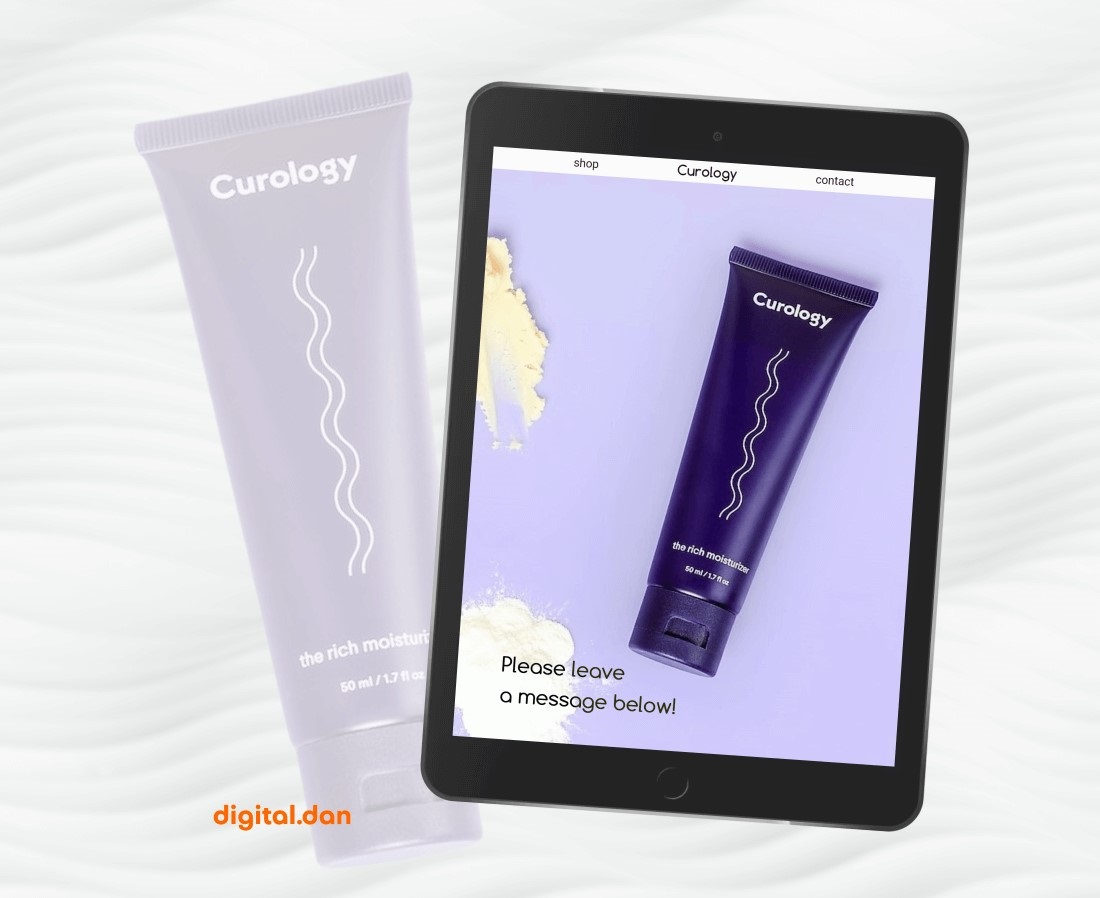 Curology
the rich moisturiz
50 ml / 1.7 fl oz
shop
Curology
contact
Curology
the rich moisturizer
50 ml / 1.7 fl oz
Please leave
a message below!
digital.dan